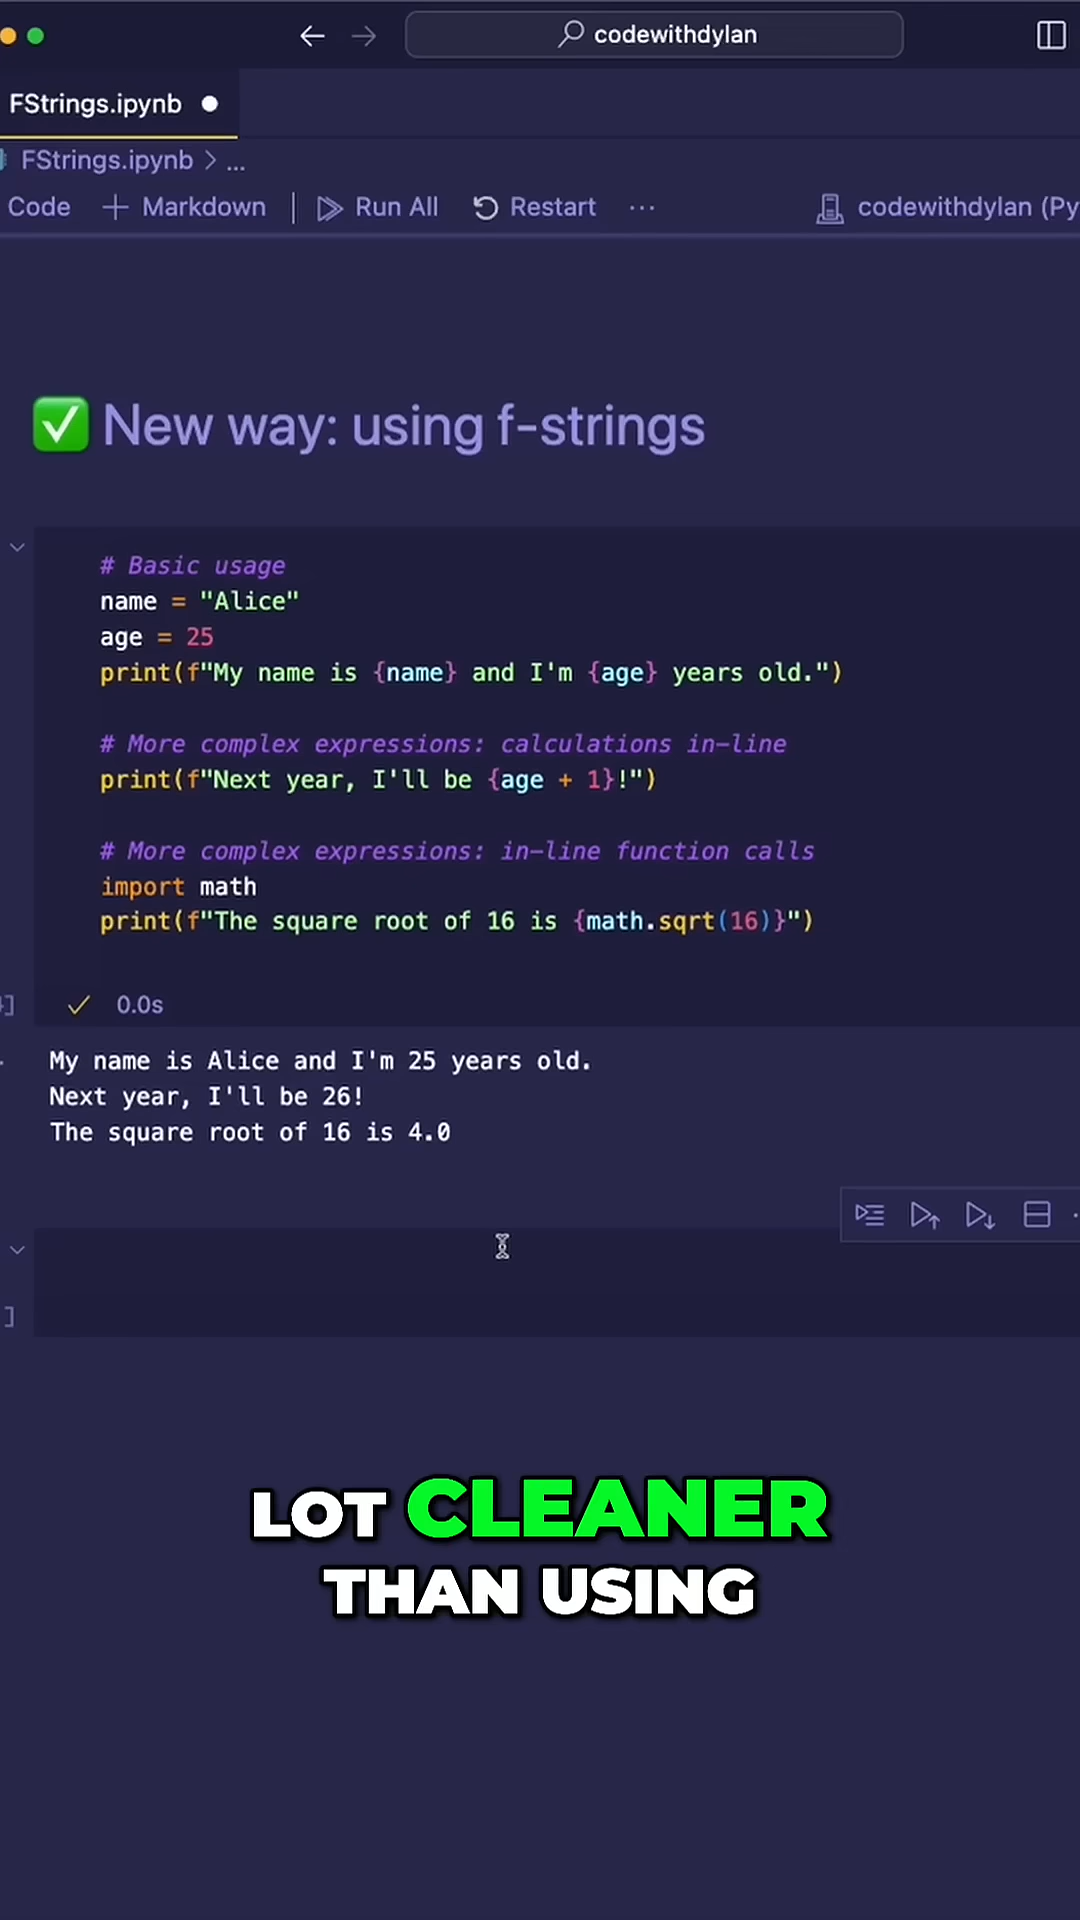 codewithdylan
FStrings.ipynb
FStrings.ipynb > ...
Code + Markdown | Run All Restart ...
codewithdylan (Py
✅ New way: using f-strings
# Basic usage
name = "Alice"
age = 25
print(f"My name is {name} and I'm {age} years old.")
# More complex expressions: calculations in-line
print(f"Next year, I'll be {age + 1}!")
# More complex expressions: in-line function calls
import math
print(f"The square root of 16 is {math.sqrt(16)}")
]
✓ 0.0s
My name is Alice and I'm 25 years old.
Next year, I'll be 26!
The square root of 16 is 4.0
]
LOT CLEANER
THAN USING